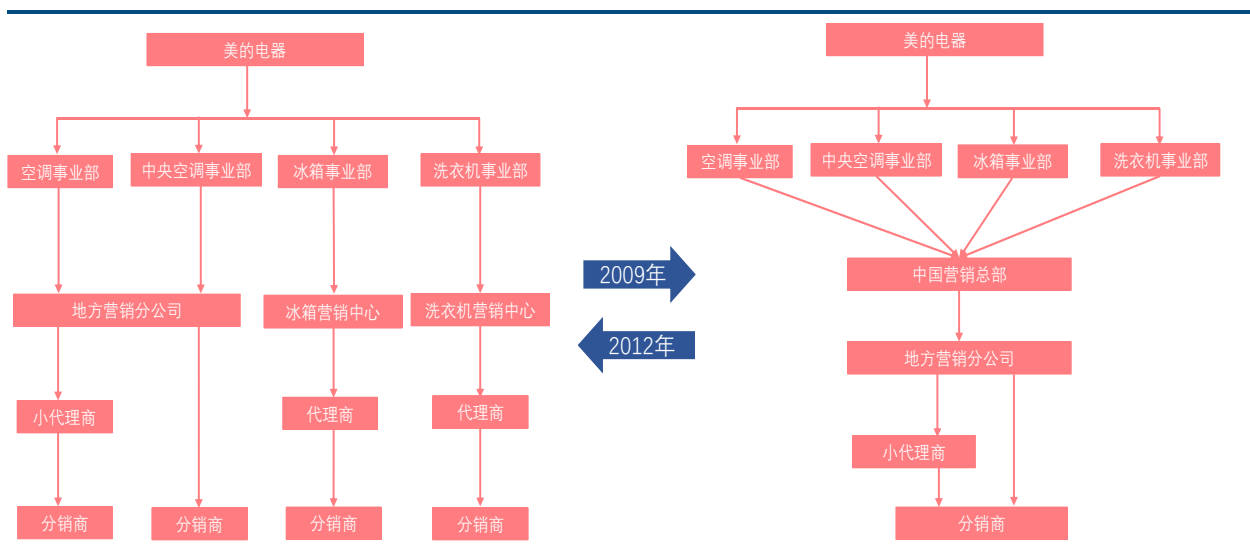 美的电器
空调事业部
中央空调事业部
冰箱事业部
洗衣机事业部
地方营销分公司
冰箱营销中心
洗衣机营销中心
小代理商
代理商
代理商
分销商
分销商
分销商
分销商
2009年
2012年
美的电器
空调事业部
中央空调事业部
冰箱事业部
洗衣机事业部
中国营销总部
地方营销分公司
小代理商
分销商